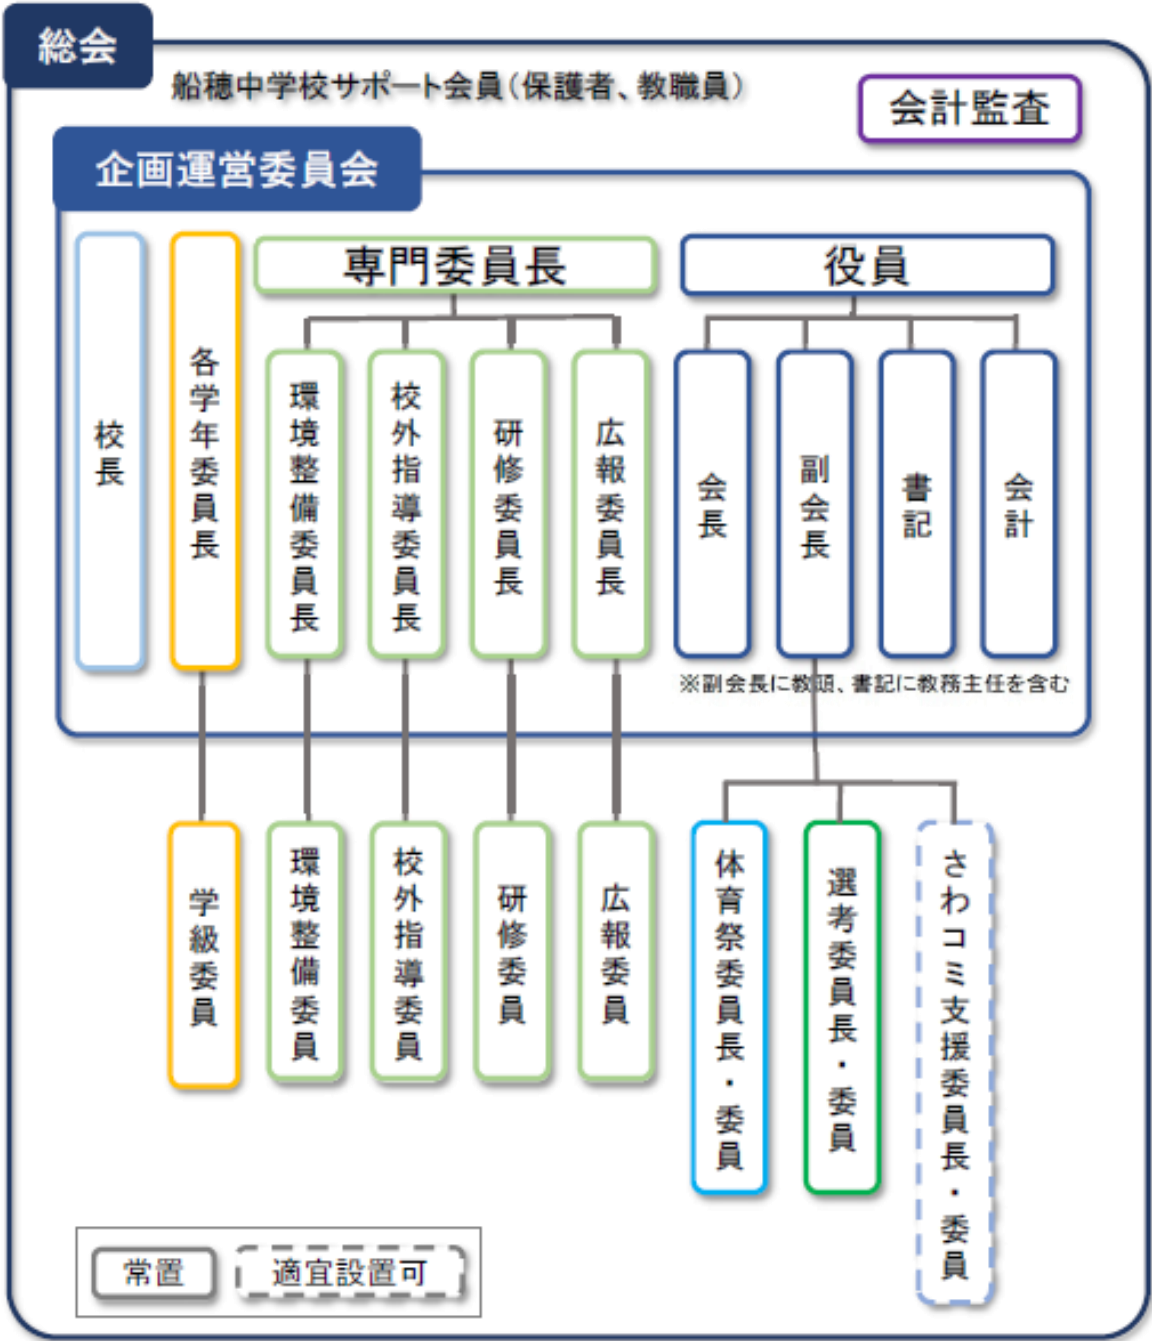 総会
船穂中学校サポート会員（保護者、教職員）
会計監査
企画運営委員会
校長
各学年委員長
専門委員長
環境整備委員長
校外指導委員長
研修委員長
広報委員長
役員
会長
副会長
書記
会計
※副会長に教頭、書記に教務主任を含む
学級委員
環境整備委員
校外指導委員
研修委員
広報委員
体育祭委員長・委員
選考委員長・委員
さわコミ支援委員長・委員
常置
適宜設置可